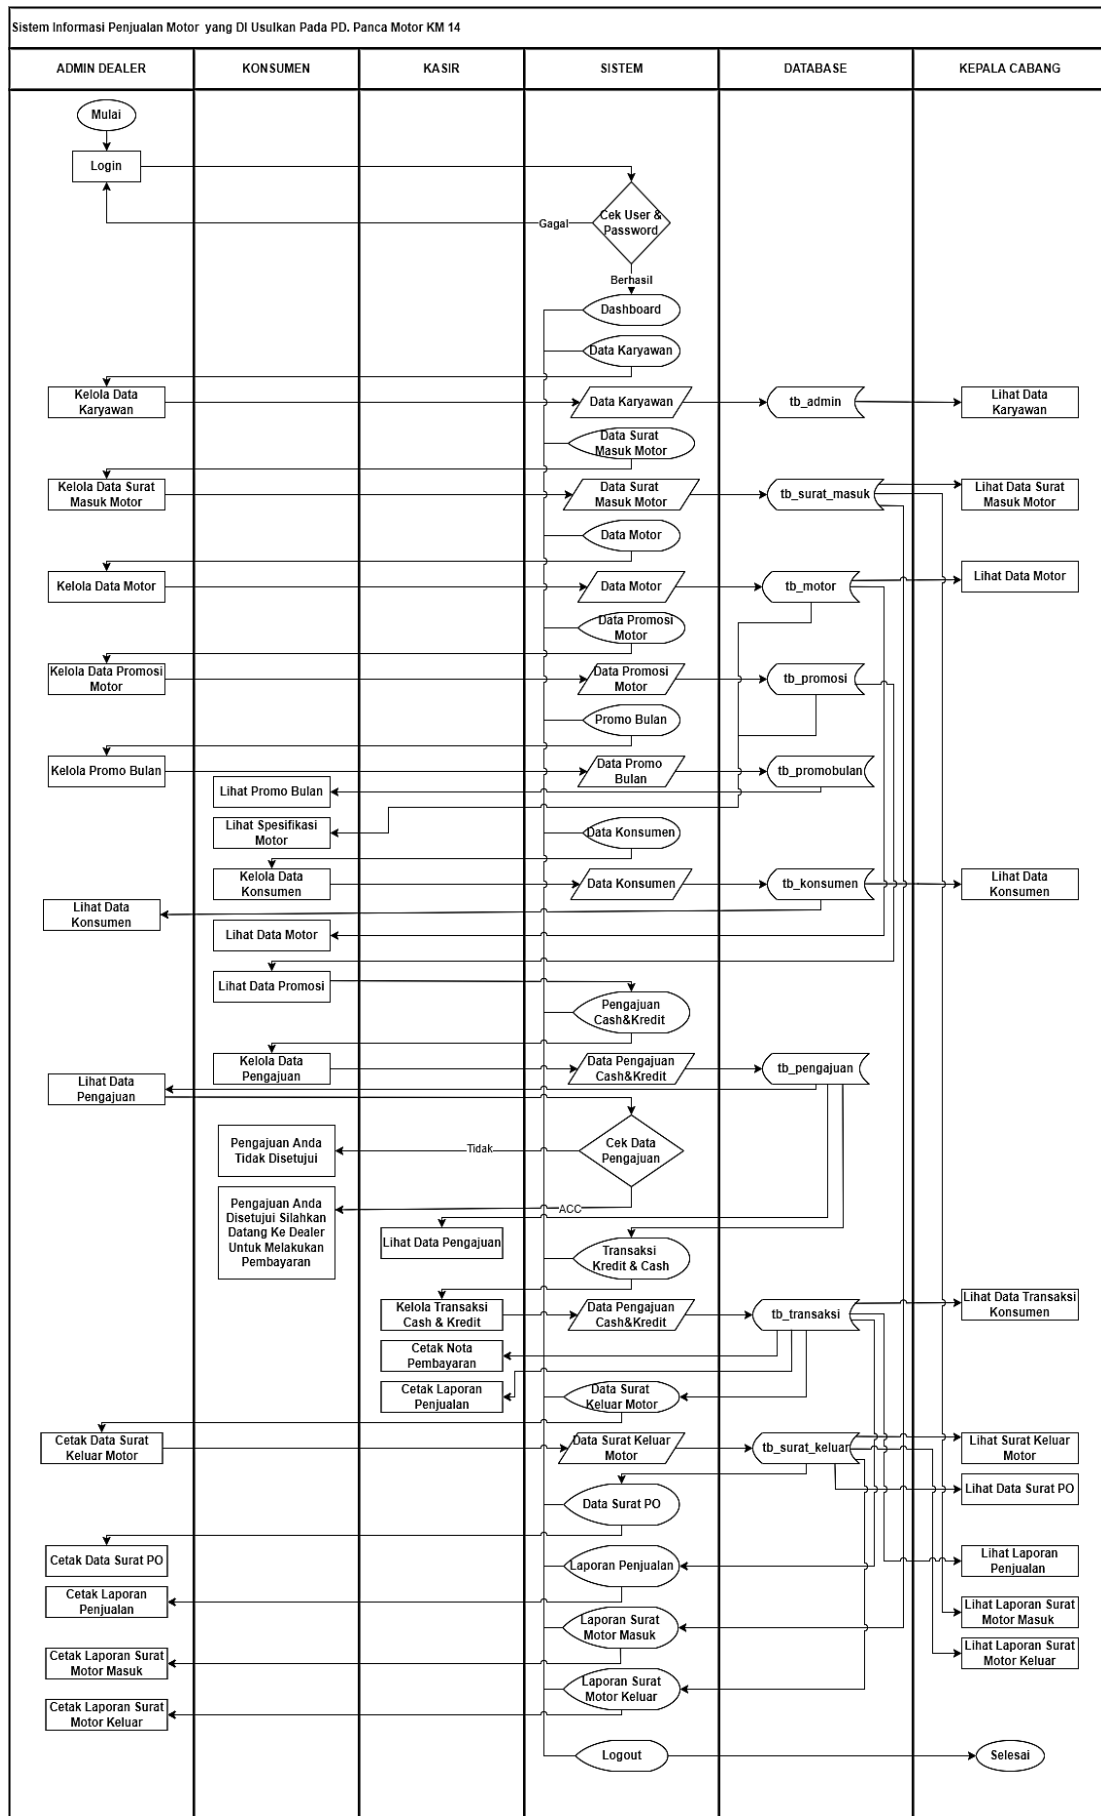 Sistem Informasi Penjualan Motor yang DI Usulkan Pada PD. Panca Motor KM 14
ADMIN DEALER
KONSUMEN
KASIR
SISTEM
DATABASE
KEPALA CABANG
Mulai
Login
Cek User &
Password
Gagal
Berhasil
Dashboard
Data Karyawan
Kelola Data
Karyawan
Data Karyawan
tb_admin
Lihat Data
Karyawan
Data Surat
Masuk Motor
Kelola Data Surat
Masuk Motor
Data Surat
Masuk Motor
tb_surat_masuk
Lihat Data Surat
Masuk Motor
Data Motor
Kelola Data Motor
Data Motor
tb_motor
Lihat Data Motor
Data Promosi
Motor
Kelola Data Promosi
Motor
Data Promosi
Motor
tb_promosi
Promo Bulan
Kelola Promo Bulan
Data Promo
Bulan
tb_promobulan
Lihat Promo Bulan
Lihat Spesifikasi
Motor
Data Konsumen
Kelola Data
Konsumen
Data Konsumen
tb_konsumen
Lihat Data
Konsumen
Lihat Data
Konsumen
Lihat Data Motor
Lihat Data Promosi
Pengajuan
Cash&Kredit
Kelola Data
Pengajuan
Data Pengajuan
Cash&Kredit
tb_pengajuan
Lihat Data
Pengajuan
Cek Data
Pengajuan
Tidak
Pengajuan Anda
Tidak Disetujui
ACC
Pengajuan Anda
Disetujui Silahkan
Datang Ke Dealer
Untuk Melakukan
Pembayaran
Lihat Data Pengajuan
Transaksi
Kredit & Cash
Kelola Transaksi
Cash & Kredit
Data Pengajuan
Cash&Kredit
tb_transaksi
Lihat Data Transaksi
Konsumen
Cetak Nota
Pembayaran
Cetak Laporan
Penjualan
Data Surat
Keluar Motor
Cetak Data Surat
Keluar Motor
Data Surat Keluar
Motor
tb_surat_keluar
Lihat Surat Keluar
Motor
Data Surat PO
Lihat Data Surat PO
Cetak Data Surat PO
Laporan Penjualan
Lihat Laporan
Penjualan
Cetak Laporan
Penjualan
Laporan Surat
Motor Masuk
Lihat Laporan Surat
Motor Masuk
Cetak Laporan Surat
Motor Masuk
Lihat Laporan Surat
Motor Keluar
Laporan Surat
Motor Keluar
Cetak Laporan Surat
Motor Keluar
Logout
Selesai